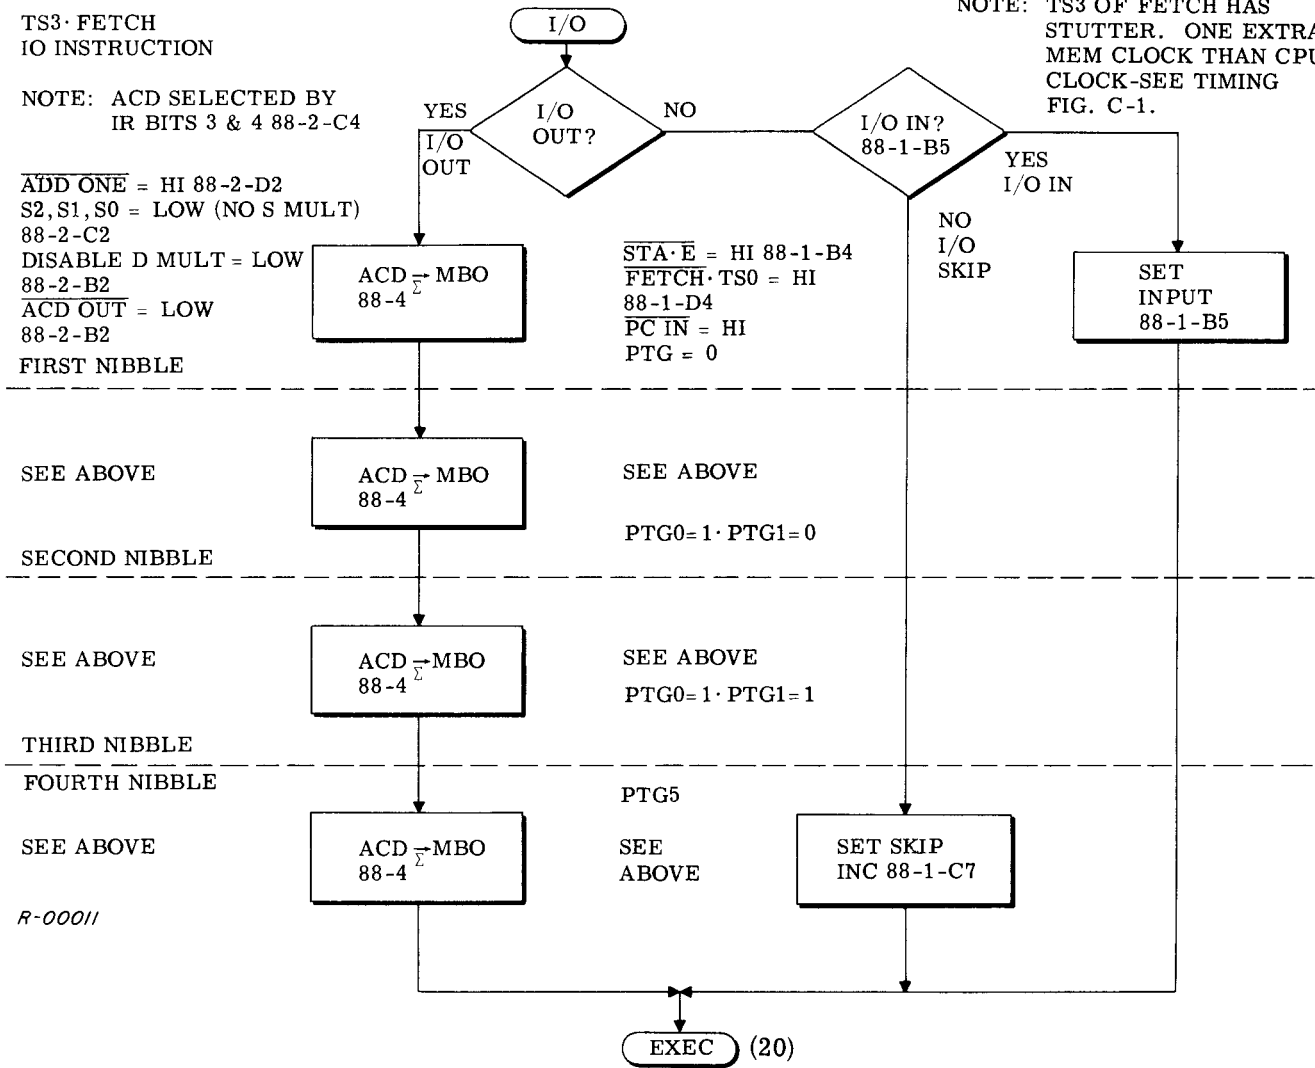 TS3·FETCH
IO INSTRUCTION
NOTE: ACD SELECTED BY
IR BITS 3 & 4 88-2-C4
I/O
NOTE: TS3 OF FETCH HAS
STUTTER. ONE EXTRA
MEM CLOCK THAN CPU
CLOCK-SEE TIMING
FIG. C-1.
I/O
OUT?
YES
I/O
OUT
NO
I/O IN?
88-1-B5
YES
I/O IN
NO
I/O
SKIP
ADD ONE = HI 88-2-D2
S2,S1,S0 = LOW (NO S MULT)
88-2-C2
DISABLE D MULT = LOW
88-2-B2
ACD OUT = LOW
88-2-B2
FIRST NIBBLE
ACD → MBO
88-4 Σ
STA·E = HI 88-1-B4
FETCH·TS0 = HI
88-1-D4
PC IN = HI
PTG = 0
SET
INPUT
88-1-B5
SEE ABOVE
SECOND NIBBLE
ACD → MBO
88-4 Σ
SEE ABOVE
PTG0=1·PTG1=0
SEE ABOVE
THIRD NIBBLE
ACD → MBO
88-4 Σ
SEE ABOVE
PTG0=1·PTG1=1
FOURTH NIBBLE
SEE ABOVE
ACD → MBO
88-4 Σ
PTG5
SEE
ABOVE
SET SKIP
INC 88-1-C7
R-00011
EXEC (20)